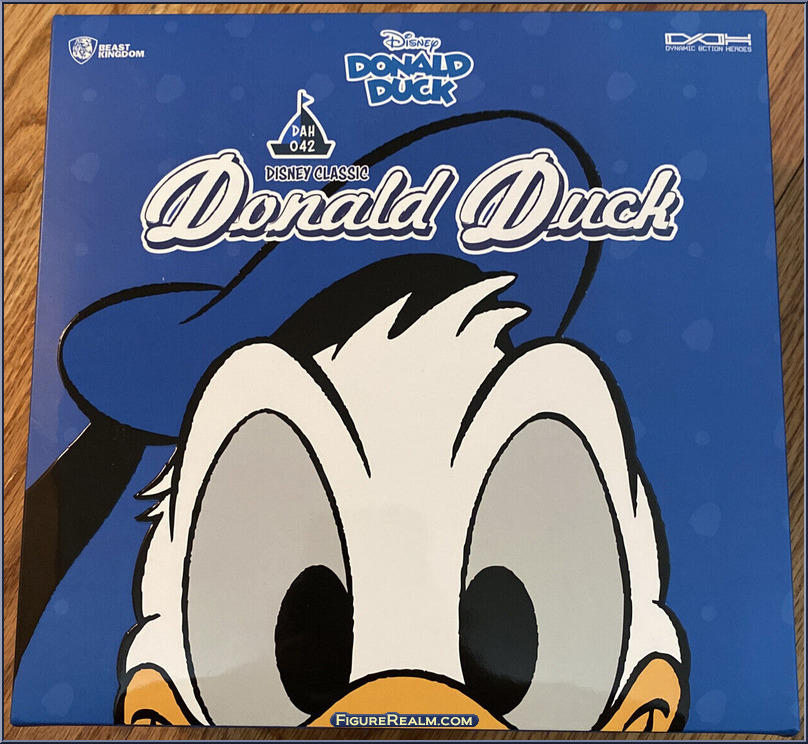 BEAST
KINGDOM
Disney
DONALD
DUCK
DYNAMIC ACTION HEROES
DAH
042
DISNEY CLASSIC
Donald Duck
FIGUREREALM.COM